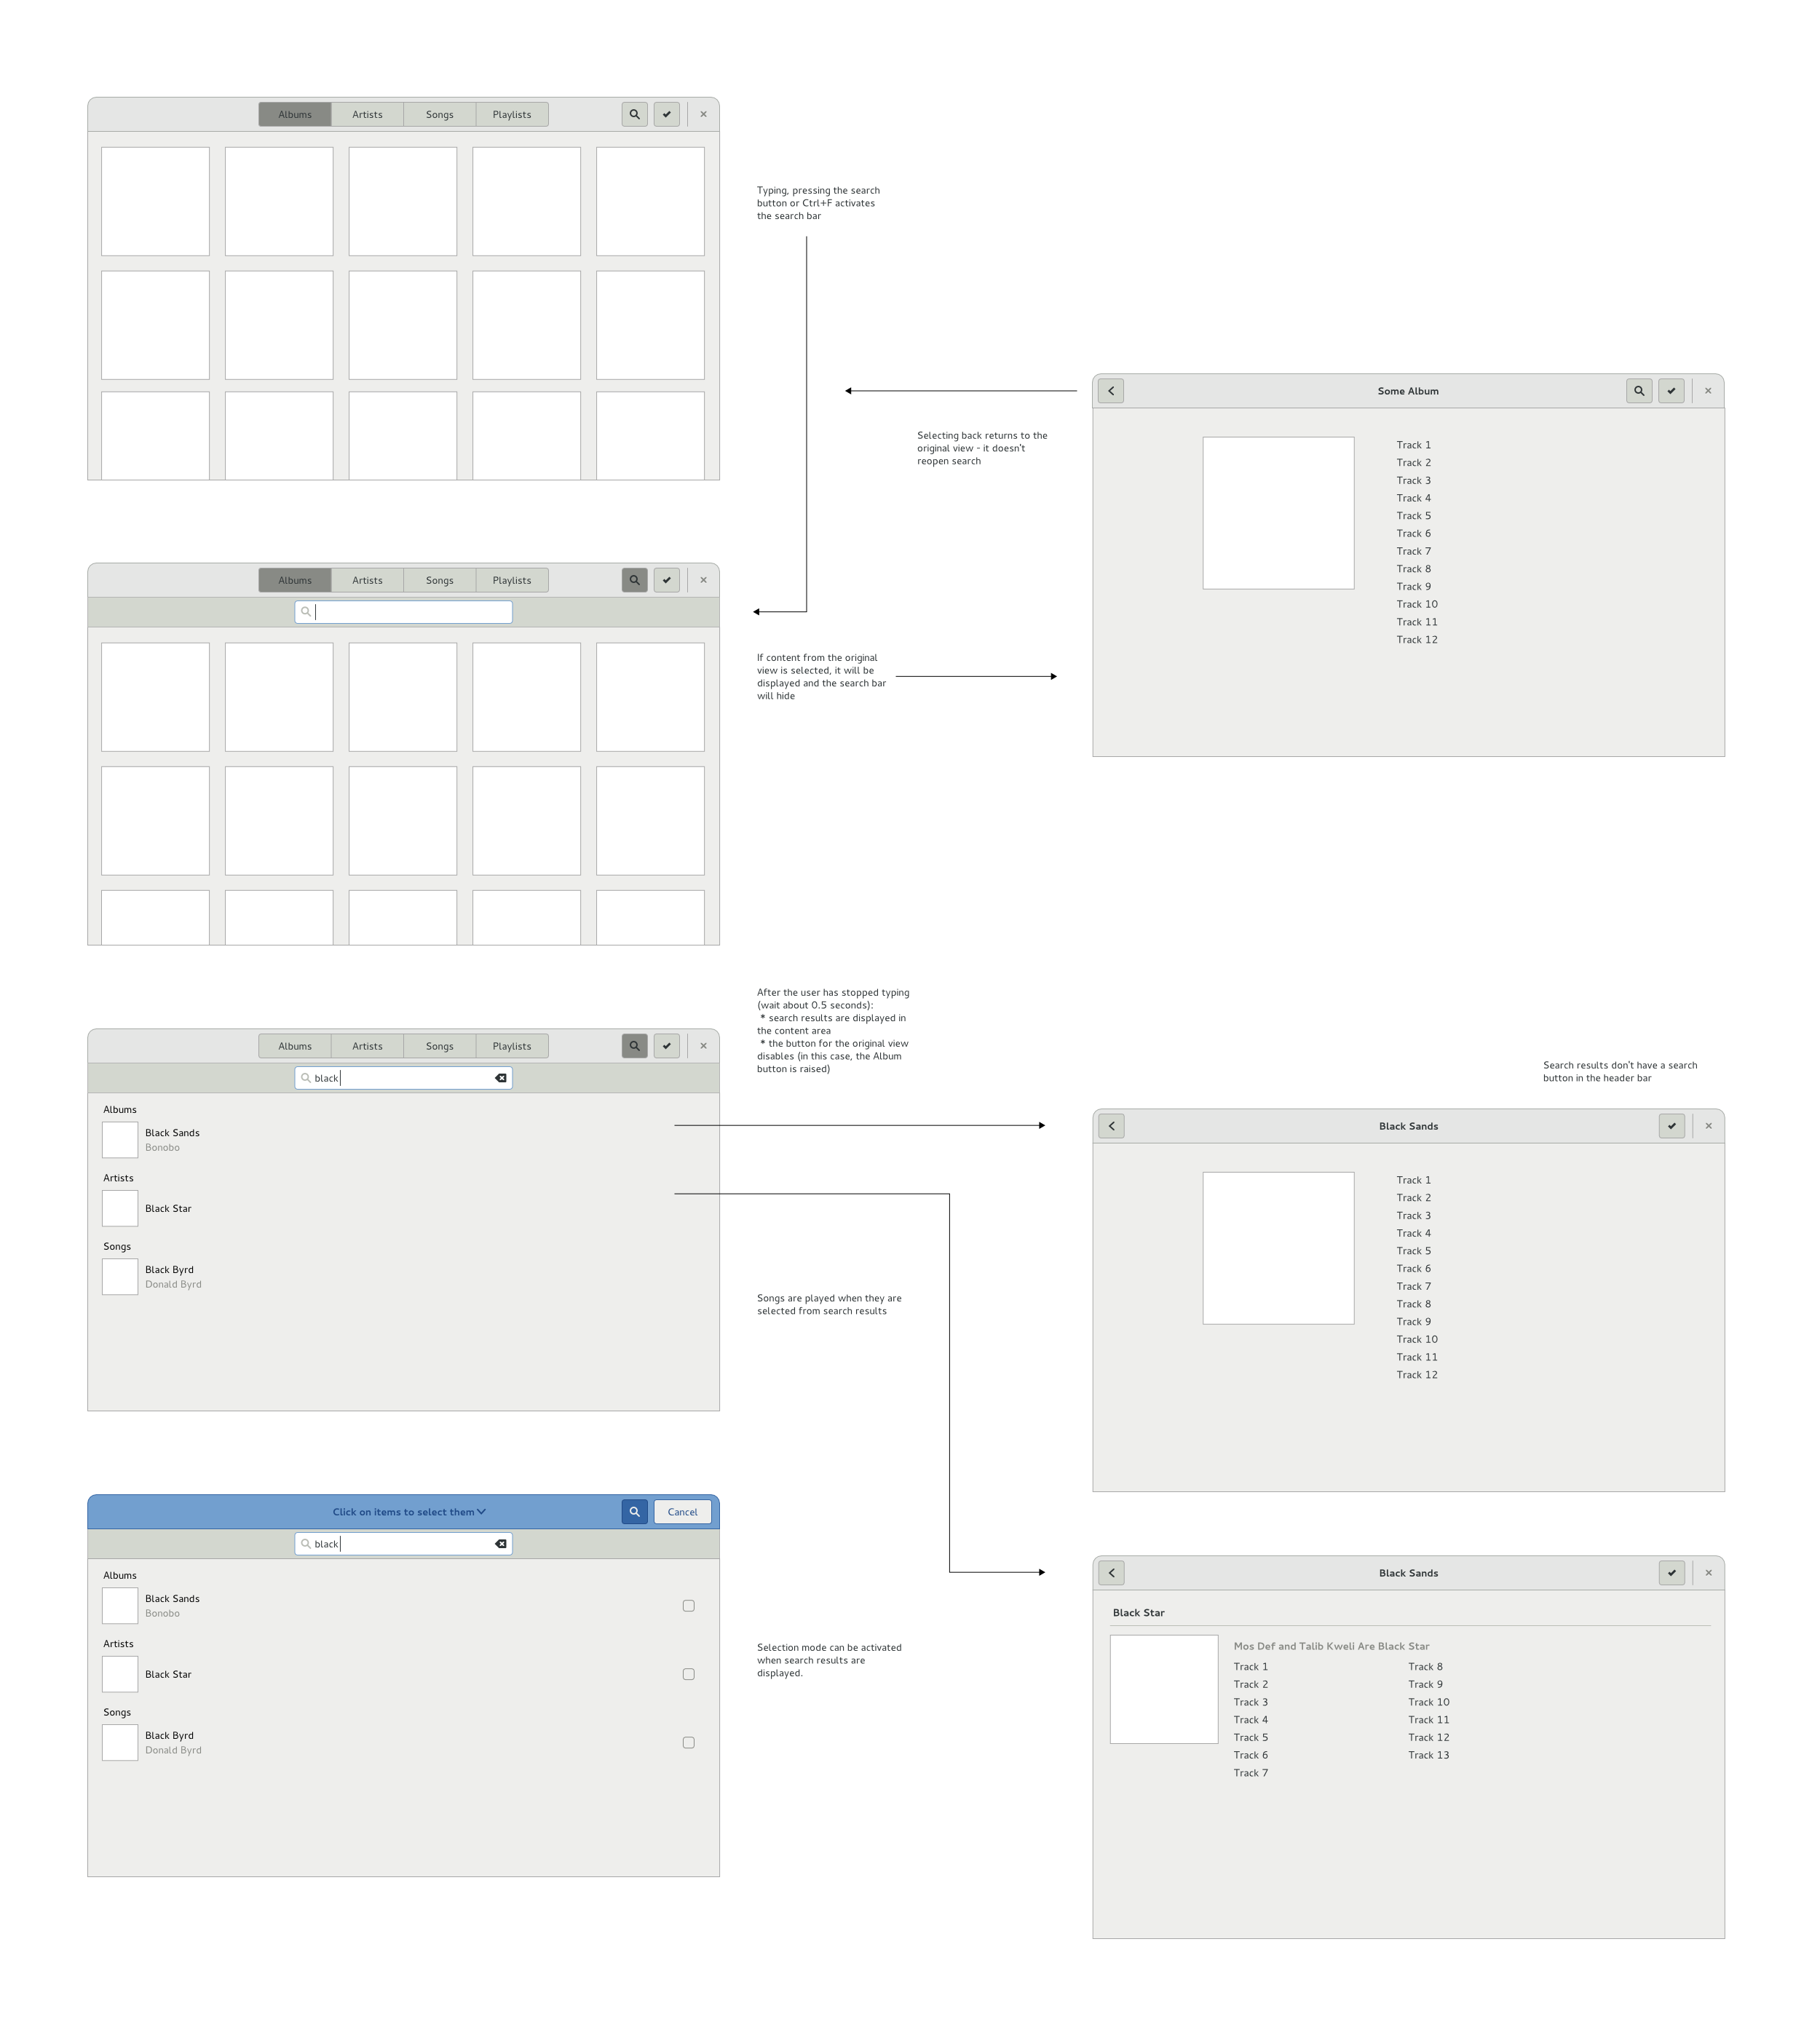 Albums
Artists
Songs
Playlists
Typing, pressing the search
button or Ctrl+F activates
the search bar
Some Album
Selecting back returns to the
original view - it doesn't
reopen search
Track 1
Track 2
Track 3
Track 4
Track 5
Track 6
Track 7
Track 8
Track 9
Track 10
Track 11
Track 12
Albums
Artists
Songs
Playlists
If content from the original
view is selected, it will be
displayed and the search bar
will hide
After the user has stopped typing
(wait about 0.5 seconds):
* search results are displayed in
the content area
* the button for the original view
disables (in this case, the Album
button is raised)
Albums
Artists
Songs
Playlists
black
Albums
Black Sands
Bonobo
Artists
Black Star
Songs
Black Byrd
Donald Byrd
Search results don't have a search
button in the header bar
Black Sands
Track 1
Track 2
Track 3
Track 4
Track 5
Track 6
Track 7
Track 8
Track 9
Track 10
Track 11
Track 12
Songs are played when they are
selected from search results
Click on items to select them
Cancel
black
Albums
Black Sands
Bonobo
Artists
Black Star
Songs
Black Byrd
Donald Byrd
Selection mode can be activated
when search results are
displayed.
Black Sands
Black Star
Mos Def and Talib Kweli Are Black Star
Track 1
Track 2
Track 3
Track 4
Track 5
Track 6
Track 7
Track 8
Track 9
Track 10
Track 11
Track 12
Track 13